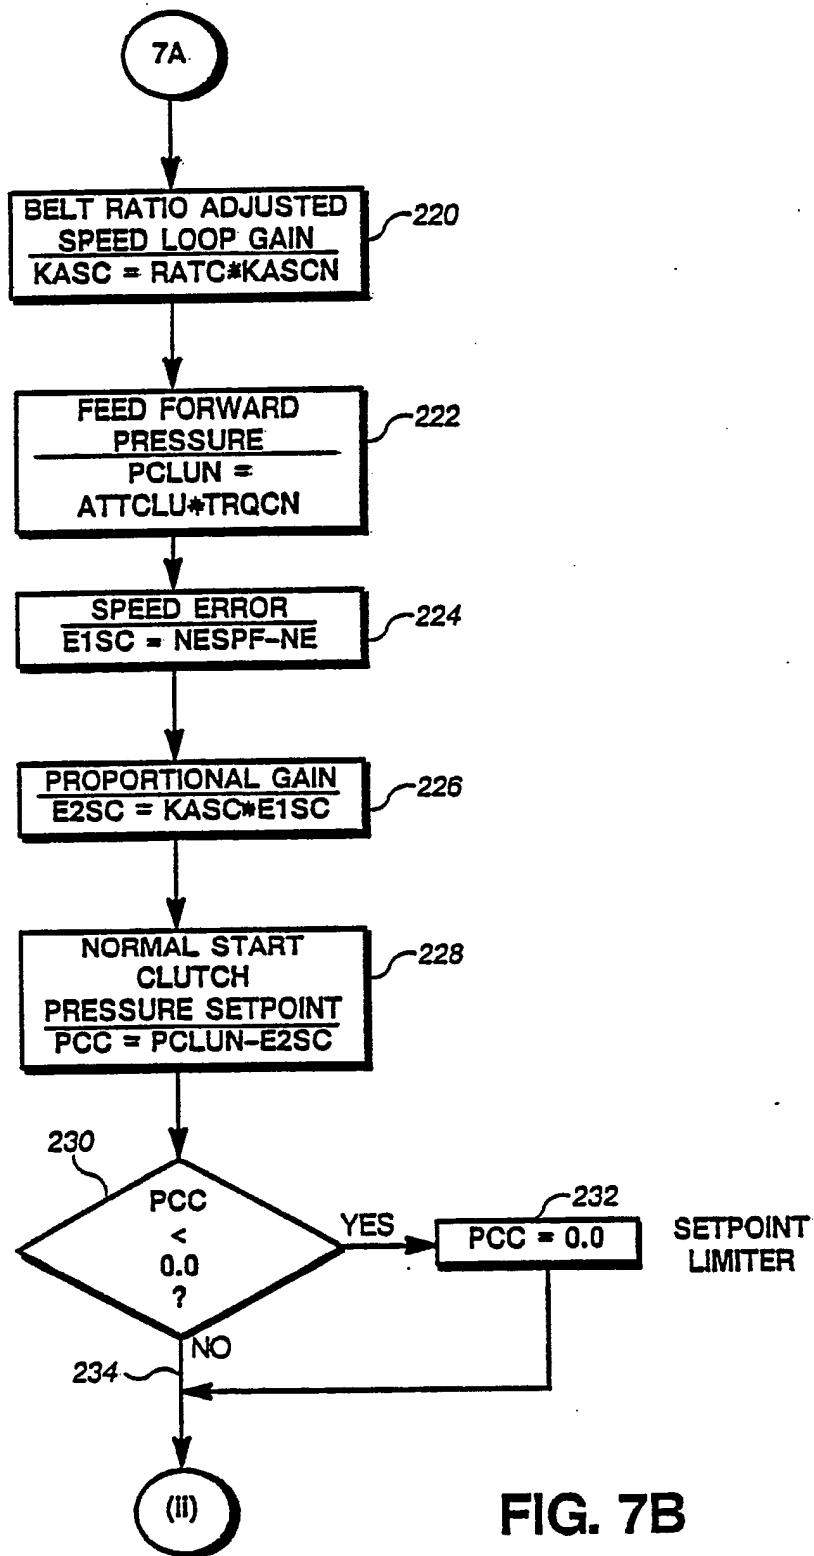 7A
BELT RATIO ADJUSTED
SPEED LOOP GAIN
KASC = RATC*KASCN
220
FEED FORWARD
PRESSURE
PCLUN =
ATTCLU*TRQCN
222
SPEED ERROR
E1SC = NESPF-NE
224
PROPORTIONAL GAIN
E2SC = KASC*E1SC
226
NORMAL START
CLUTCH
PRESSURE SETPOINT
PCC = PCLUN-E2SC
228
230
PCC
<
0.0
?
YES
232
PCC = 0.0
SETPOINT
LIMITER
NO
234
(ii)
FIG. 7B